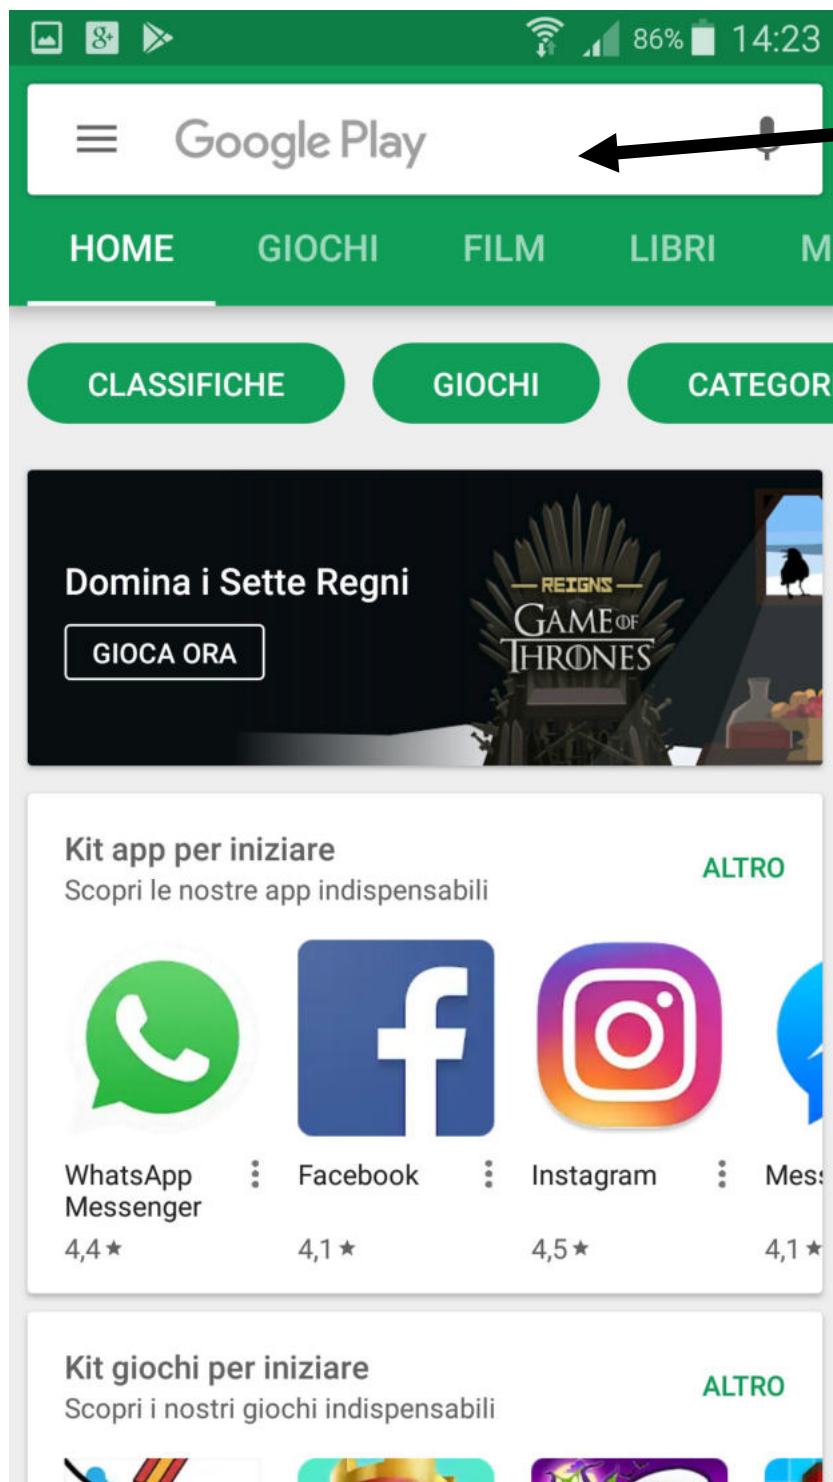 86% 14:23
Google Play
HOME GIOCHI FILM LIBRI M
CLASSIFICHE GIOCHI CATEGOR
Domina i Sette Regni
GIOCA ORA
REIGNS
GAME OF
THRONES
Kit app per iniziare
ALTRO
Scopri le nostre app indispensabili
WhatsApp Facebook Instagram Mess
Messenger
4,4★ 4,1★ 4,5★ 4,1★
Kit giochi per iniziare
ALTRO
Scopri i nostri giochi indispensabili